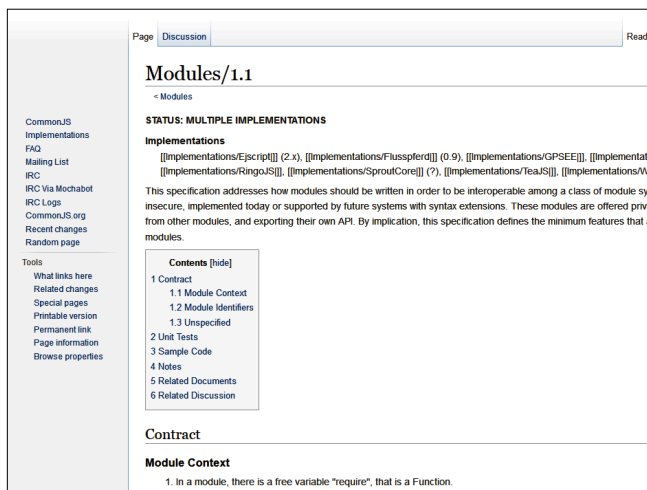 Page Discussion Read
Modules/1.1
< Modules
CommonJS
Implementations
FAQ
Mailing List
IRC
IRC Via Mochabot
IRC Logs
CommonJS.org
Recent changes
Random page
Tools
What links here
Related changes
Special pages
Printable version
Permanent link
Page information
Browse properties
STATUS: MULTIPLE IMPLEMENTATIONS
Implementations
[[Implementations/Ejscript|]] (2.x), [[Implementations/Flusspferd|]] (0.9), [[Implementations/GPSEE|]], [[Implementat
[[Implementations/RingoJS|]], [[Implementations/SproutCore|]] (?), [[Implementations/TeaJS|]], [[Implementations/W
This specification addresses how modules should be written in order to be interoperable among a class of module sy
insecure, implemented today or supported by future systems with syntax extensions. These modules are offered priv
from other modules, and exporting their own API. By implication, this specification defines the minimum features that a
modules.
Contents [hide]
1 Contract
1.1 Module Context
1.2 Module Identifiers
1.3 Unspecified
2 Unit Tests
3 Sample Code
4 Notes
5 Related Documents
6 Related Discussion
Contract
Module Context
1. In a module, there is a free variable "require", that is a Function.